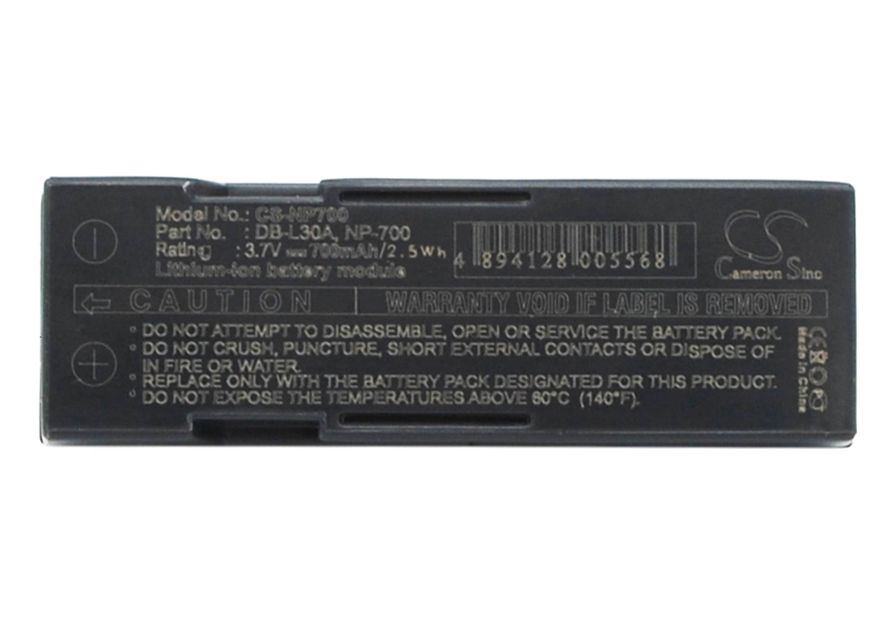 Model No.: CS-NP700
Part No. : DB-L30A, NP-700
Rating : 3.7V 700mAh/2.5Wh
Lithium-ion battery module
4 894128 005568
CS
Cameron Sino
CAUTION WARRANTY VOID IF LABEL IS REMOVED
° DO NOT ATTEMPT TO DISASSEMBLE, OPEN OR SERVICE THE BATTERY PACK.
° DO NOT CRUSH, PUNCTURE, SHORT EXTERNAL CONTACTS OR DISPOSE OF
IN FIRE OR WATER.
° REPLACE ONLY WITH THE BATTERY PACK DESIGNATED FOR THIS PRODUCT.
° DO NOT EXPOSE THE TEMPERATURES ABOVE 60°C (140°F).
CE
Made in China